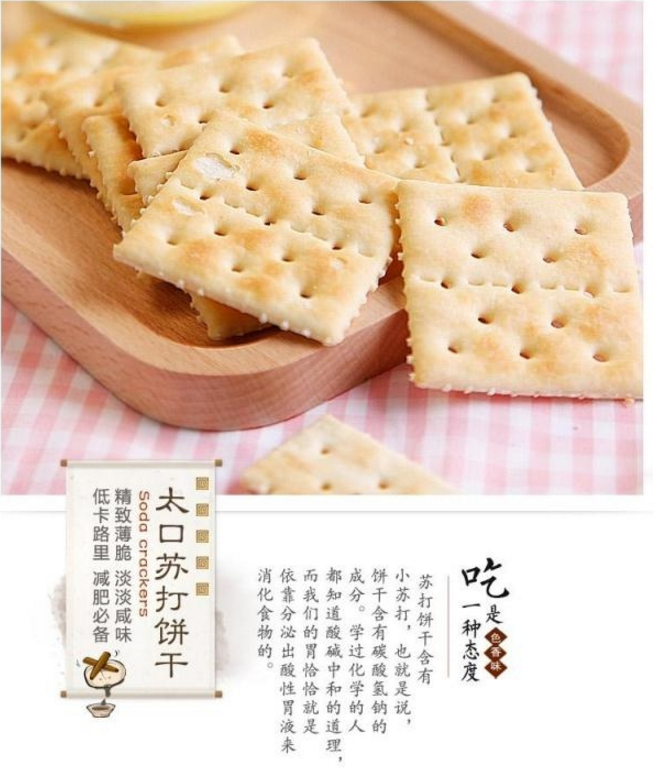 吃是
一种态度
色香味
苏打饼干含有
小苏打，也就是说，
饼干含有碳酸氢钠的
成分。学过化学的人
都知道酸碱中和的道理，
而我们的胃恰恰就是
依靠分泌出酸性胃液来
消化食物的。
太口苏打饼干
Soda crackers
精致薄脆 淡淡咸味
低卡路里 减肥必备